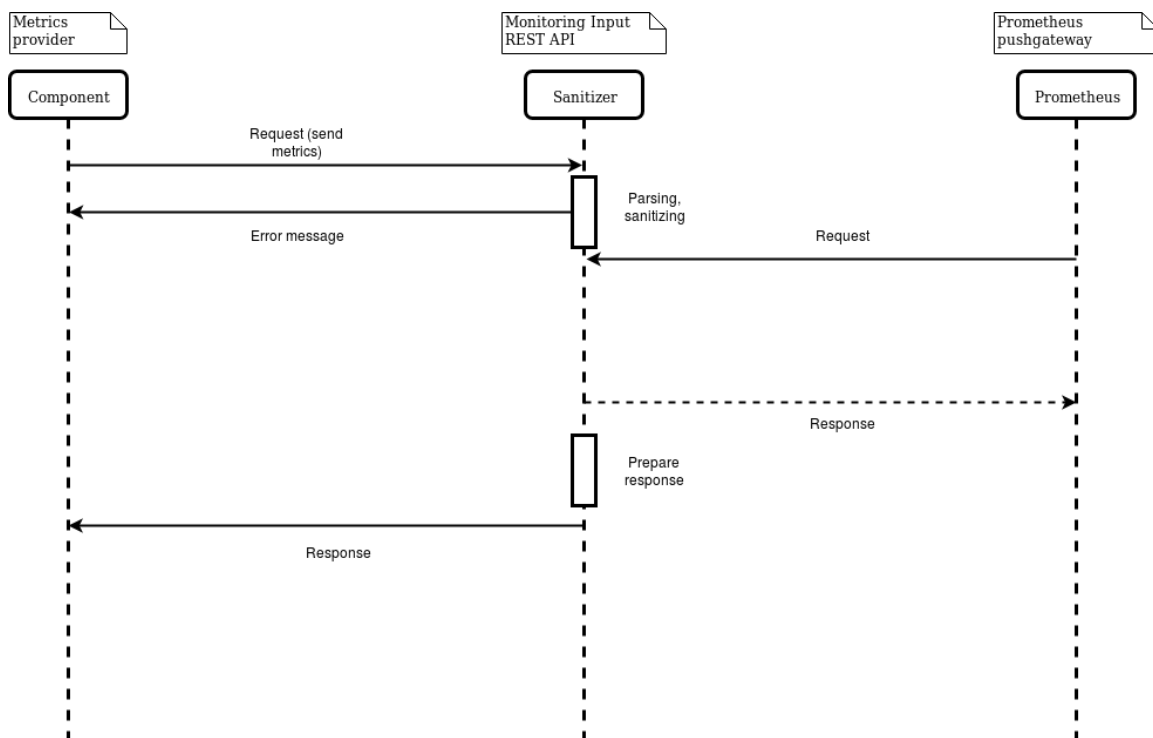 Metrics
provider
Monitoring Input
REST API
Prometheus
pushgateway
Component
Sanitizer
Prometheus
Request (send
metrics)
Parsing,
sanitizing
Error message
Request
Response
Prepare
response
Response